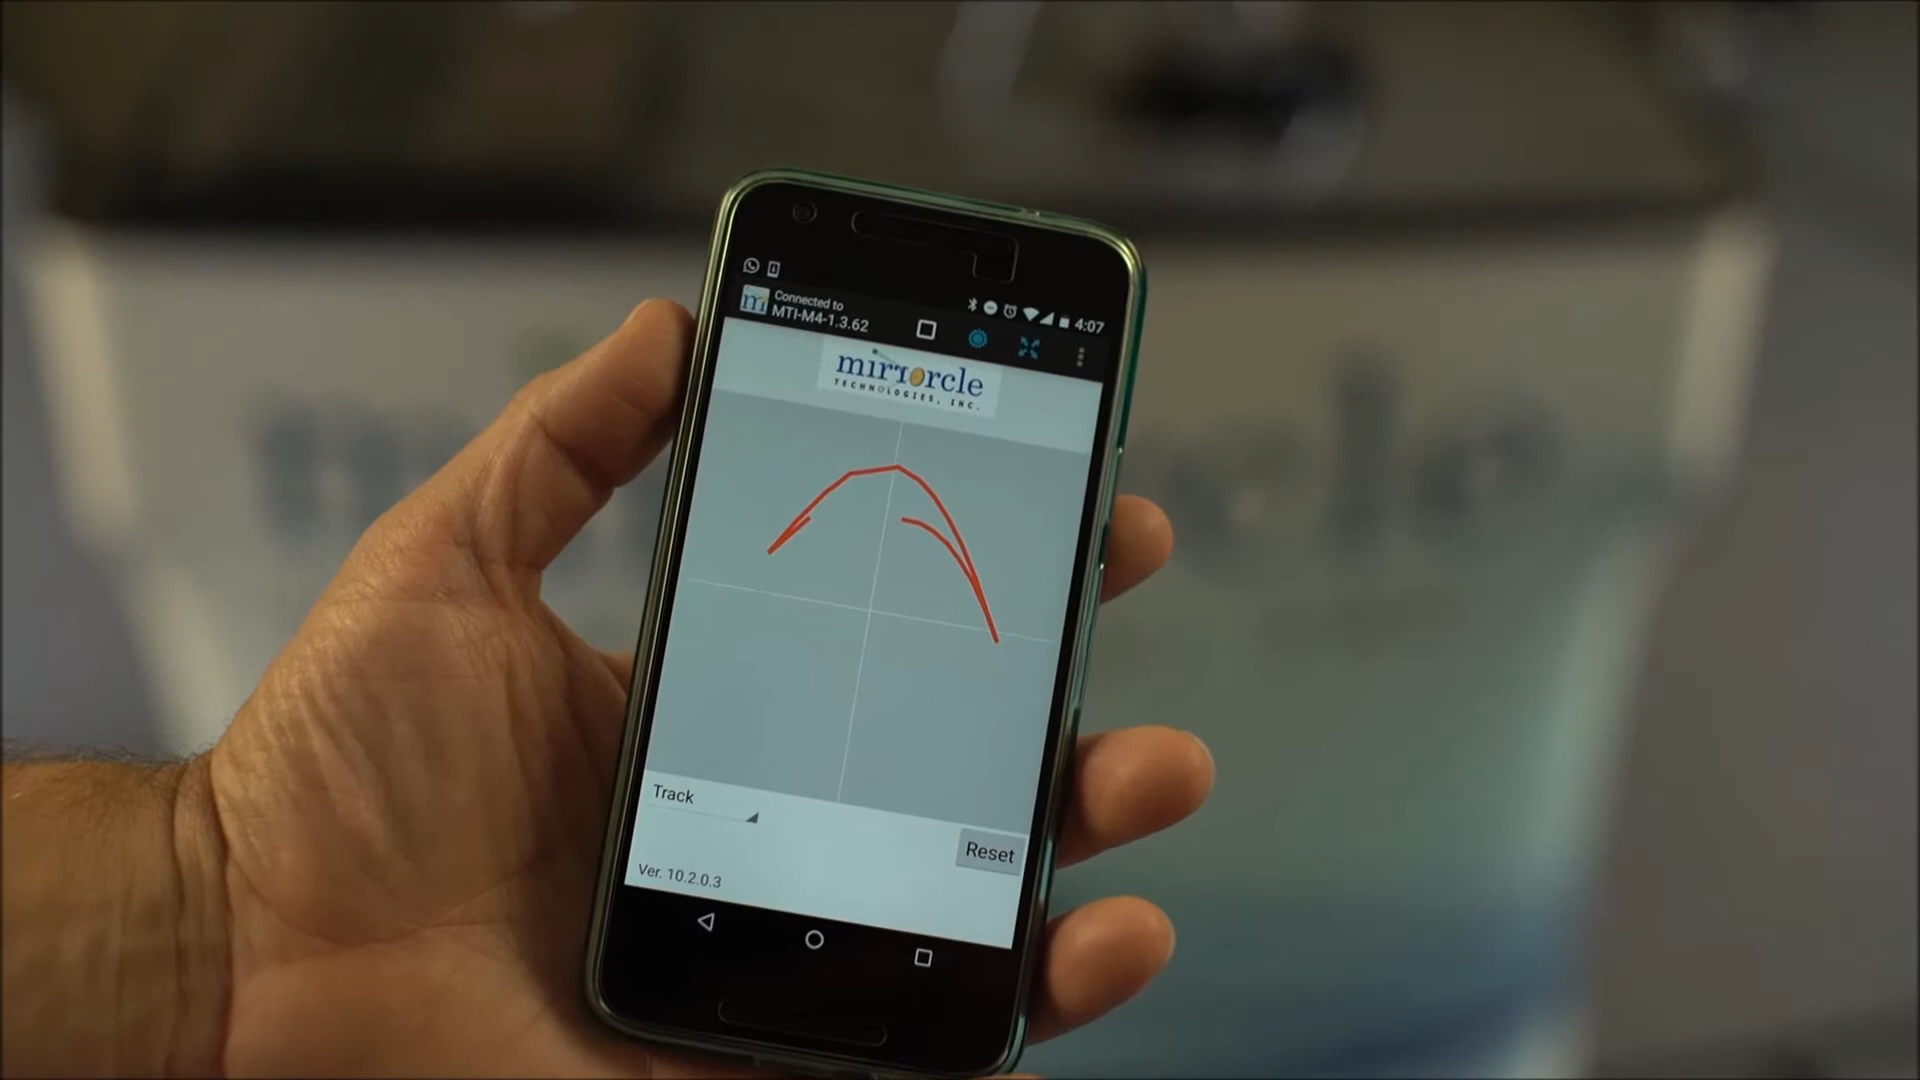 4:07
Connected to
MTI-M4-1.3.62
mirrorcle
TECHNOLOGIES, INC.
Track
Reset
Ver. 10.2.0.3